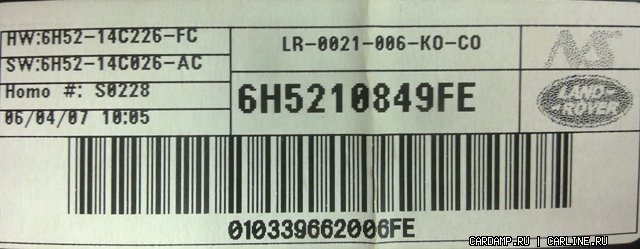 HW:6H52-14C226-FC
SW:6H52-14C026-AC
Homo #: S0228
06/04/07 10:05
LR-0021-006-KO-CO
6H5210849FE
LAND-
ROVER
010339662006FE
CARDAMP.RU | CARLINE.RU